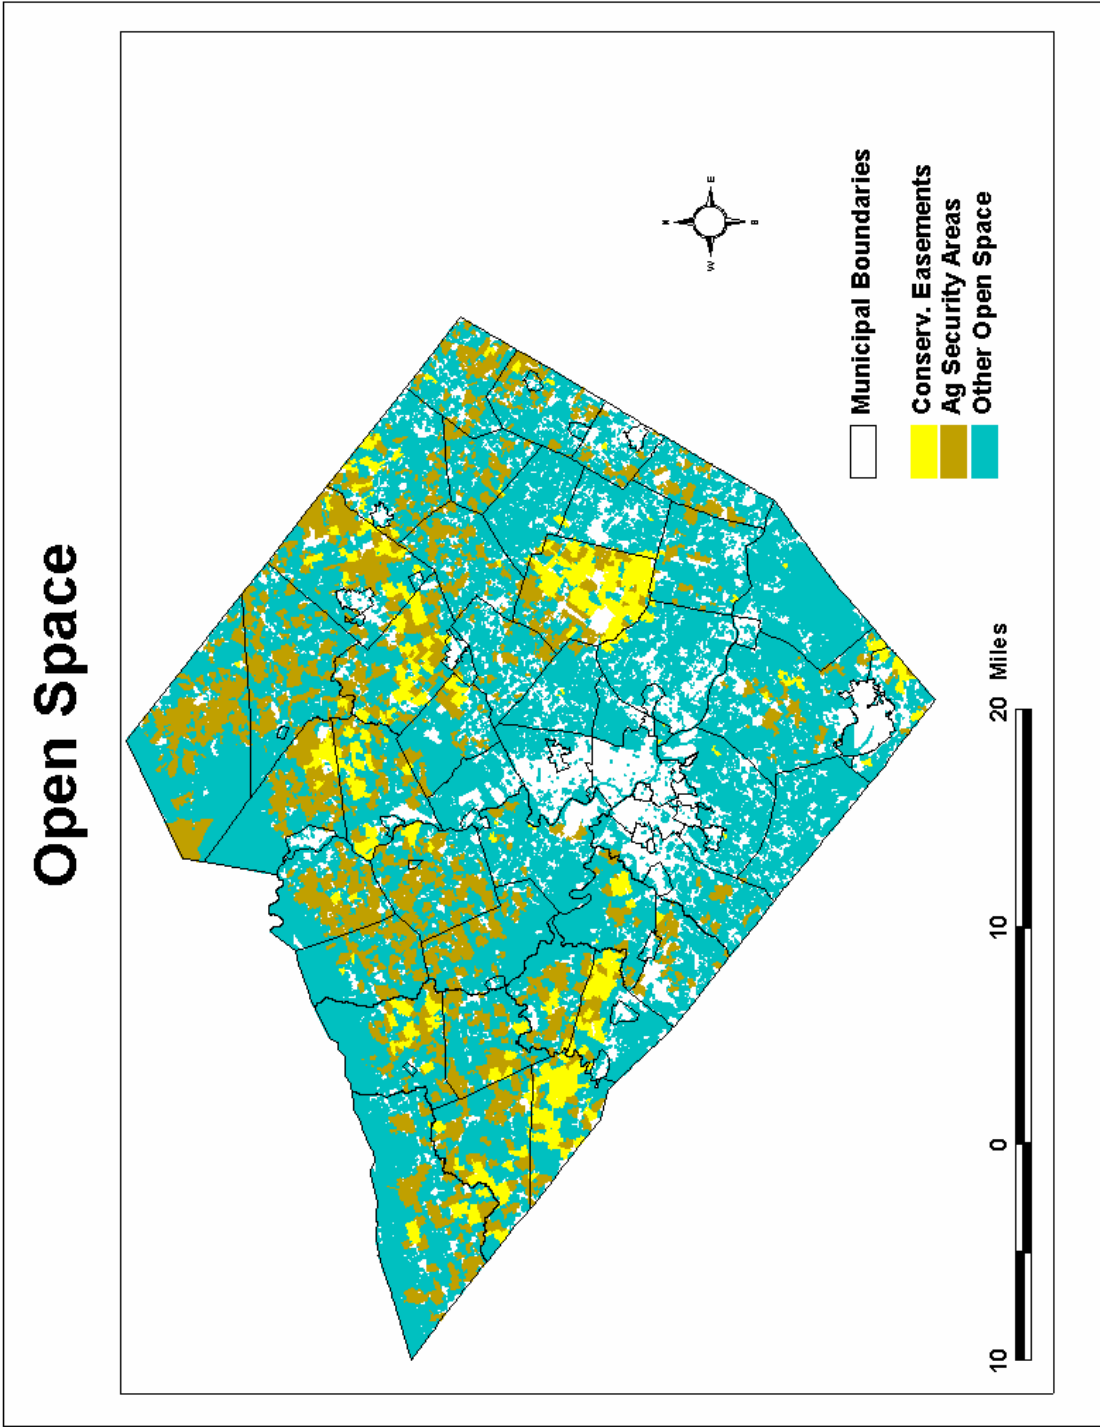 Open Space
N
W E
S
Municipal Boundaries
Conserv. Easements
Ag Security Areas
Other Open Space
10 0 10 20 Miles